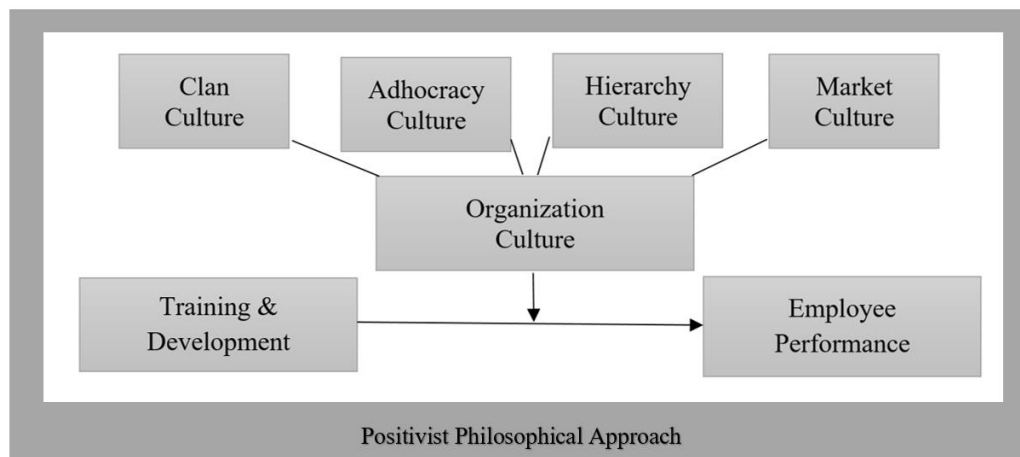 Clan
Culture
Adhocracy
Culture
Hierarchy
Culture
Market
Culture
Organization
Culture
Training &
Development
Employee
Performance
Positivist Philosophical Approach